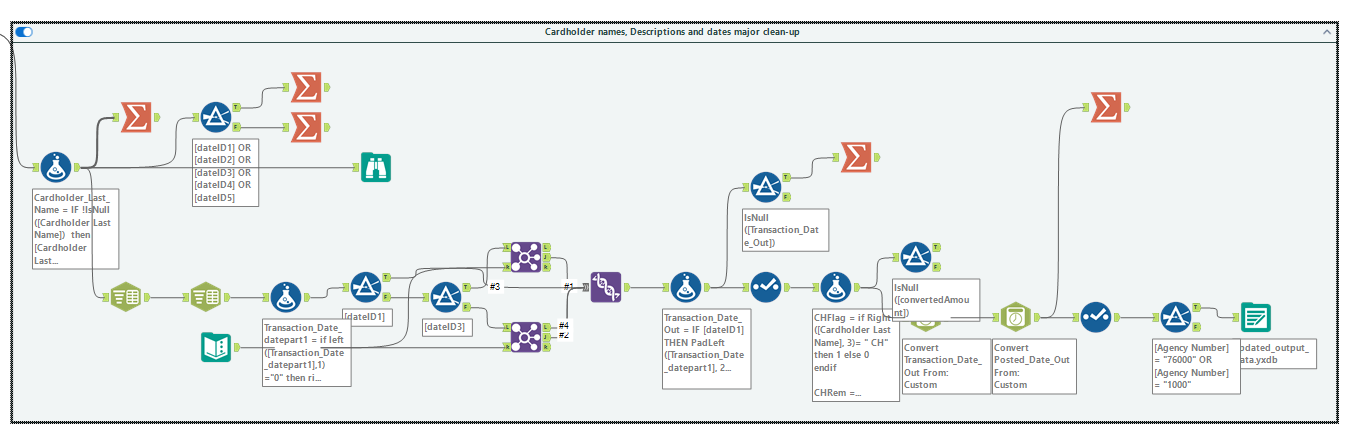 Cardholder names, Descriptions and dates major clean-up
[dateID1] OR
[dateID2] OR
[dateID3] OR
[dateID4] OR
[dateID5]
Cardholder_Last_
Name = IF !IsNull
([Cardholder Last
Name])  then
[Cardholder
Last...
Transaction_Date_
datepart1 = if left
([Transaction_Date
_datepart1],1)
="0" then ri...
[dateID1]
[dateID3]
#3
#1
#4
#2
Transaction_Date_
Out = IF [dateID1]
THEN PadLeft
([Transaction_Date
_datepart1], 2...
IsNull
([Transaction_Dat
e_Out])
CHFlag = if Right
([Cardholder Last
Name], 3)= " CH"
then 1 else 0
endif
CHRem =...
IsNull
([convertedAmou
nt])
Convert
Transaction_Date_
Out From:
Custom
Convert
Posted_Date_Out
From:
Custom
[Agency Number]
= "76000" OR
[Agency Number]
= "1000"
pdated_output_
ata.yxdb
T
F
T
F
T
F
T
F
T
F
T
F
L
R
L
J
R
L
R
L
J
R